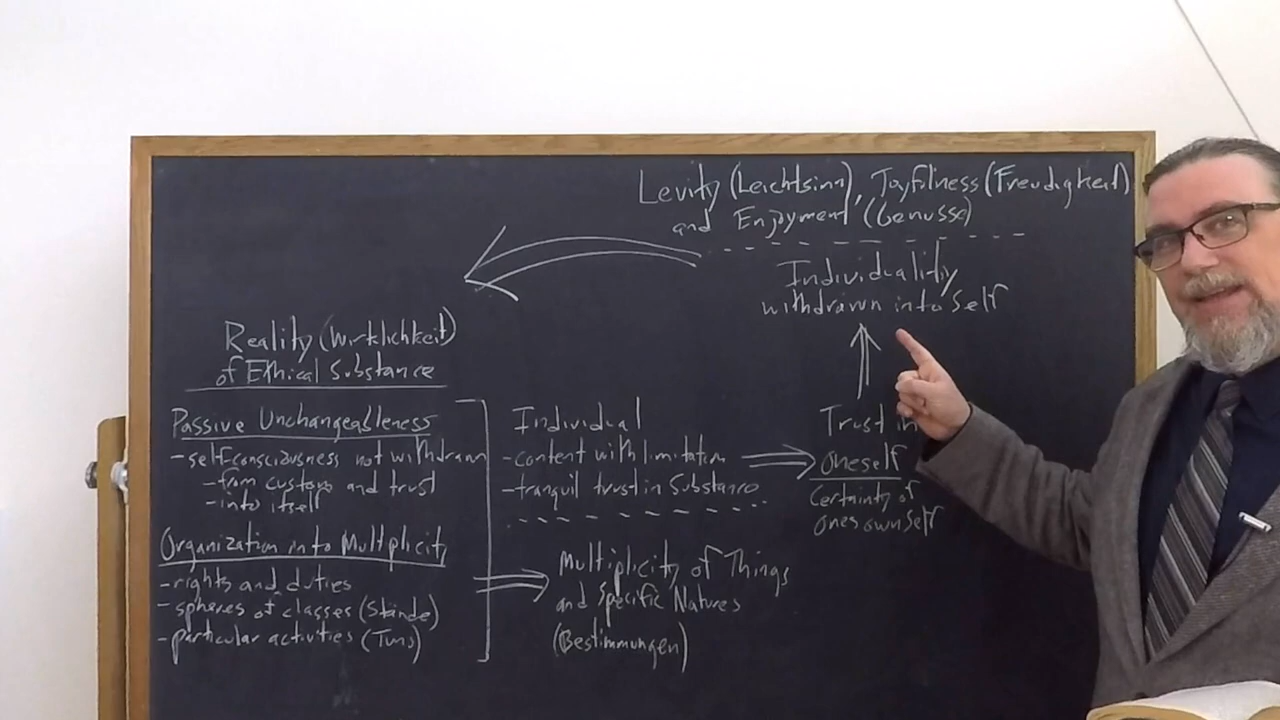 Levity (Leichtsinn), Joyfulness (Freudigkeit)
and Enjoyment (Genusse)
Individuality
withdrawn into Self
Reality (Wirklichkeit)
of Ethical Substance
Passive Unchangeableness
- self-consciousness not withdrawn
- from custom and trust
- into itself
Organization into Multiplicity
- rights and duties
- spheres of classes (Stände)
- particular activities (Tuns)
Individual
- content with limitation
- tranquil trust in Substance
Multiplicity of Things
and Specific Natures
(Bestimmungen)
Trust in
oneself
Certainty of
ones own Self